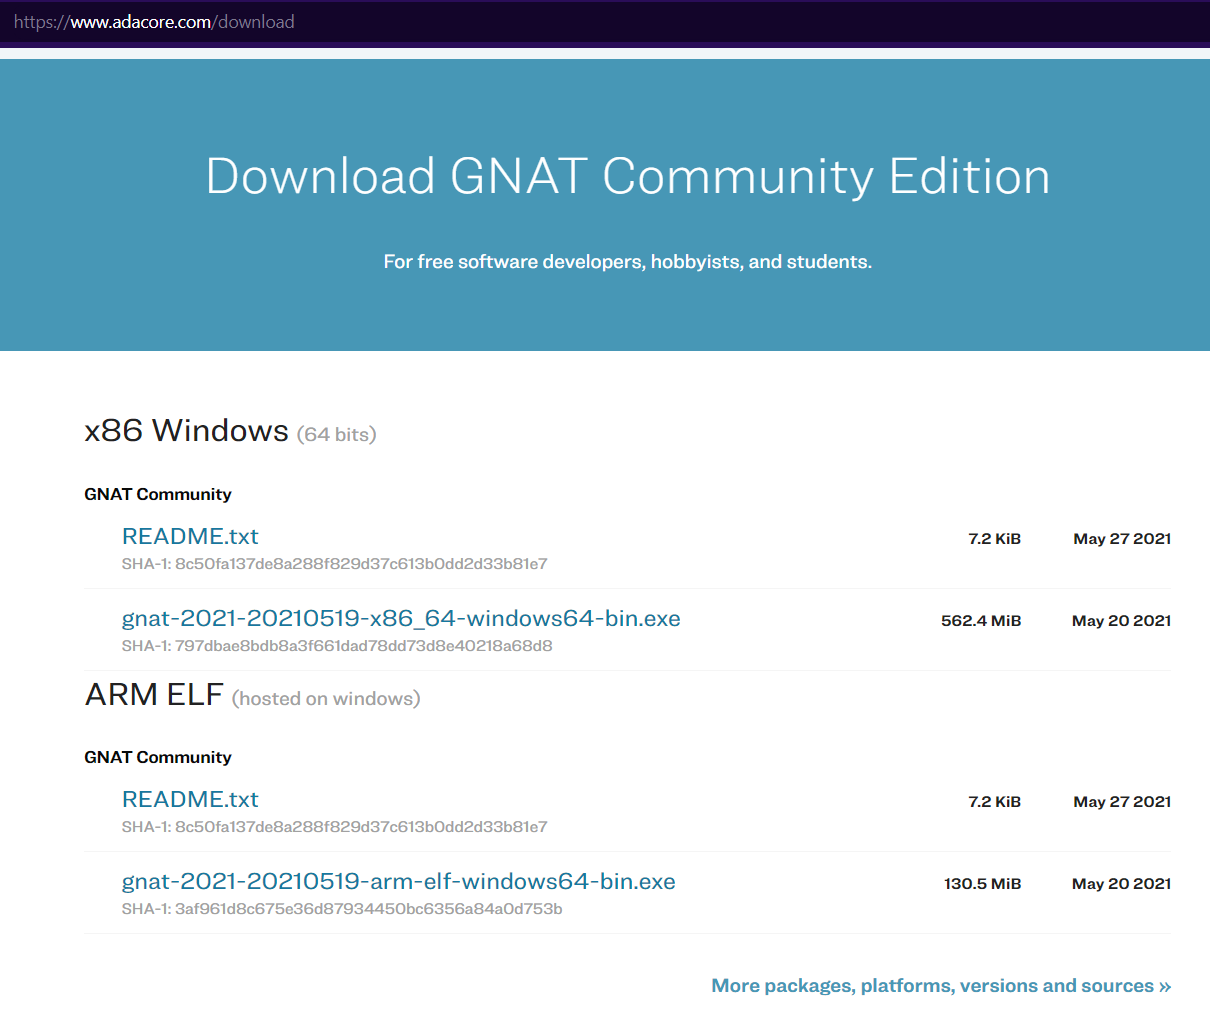 https://www.adacore.com/download
Download GNAT Community Edition
For free software developers, hobbyists, and students.
x86 Windows (64 bits)
GNAT Community
README.txt 7.2 KiB May 27 2021
SHA-1: 8c50fa137de8a288f829d37c613b0dd2d33b81e7
gnat-2021-20210519-x86_64-windows64-bin.exe 562.4 MiB May 20 2021
SHA-1: 797dbae8bdb8a3f661dad78dd73d8e40218a68d8
ARM ELF (hosted on windows)
GNAT Community
README.txt 7.2 KiB May 27 2021
SHA-1: 8c50fa137de8a288f829d37c613b0dd2d33b81e7
gnat-2021-20210519-arm-elf-windows64-bin.exe 130.5 MiB May 20 2021
SHA-1: 3af961d8c675e36d87934450bc6356a84a0d753b
More packages, platforms, versions and sources »